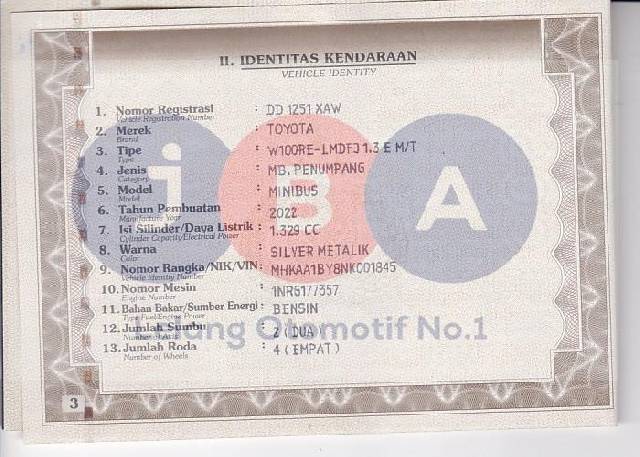 II. IDENTITAS KENDARAAN
VEHICLE IDENTITY
1. Nomor Registrasi : DD 1251 XAW
Vehicle Registration Number
2. Merek : TOYOTA
Brand
3. Tipe : W100RE-LMDFJ 1.3 E M/T
Type
4. Jenis : MB. PENUMPANG
Category
5. Model : MINIBUS
Model
6. Tahun Pembuatan : 2022
Manufacture Year
7. Isi Silinder/Daya Listrik : 1.329 CC
Cylinder Capacity/Electrical Power
8. Warna : SILVER METALIK
Color
9. Nomor Rangka/NIK/VIN : MHKAA1BY8NK001845
Vehicle Identity Number
10. Nomor Mesin :
Engine Number
11. Bahan Bakar/Sumber Energi : BENSIN
Type Fuel/Engine Power
12. Jumlah Sumbu : 2 (DUA)
Number of Axis
13. Jumlah Roda : 4 (EMPAT)
Number of Wheels
iBA
Lelang Otomotif No.1
3